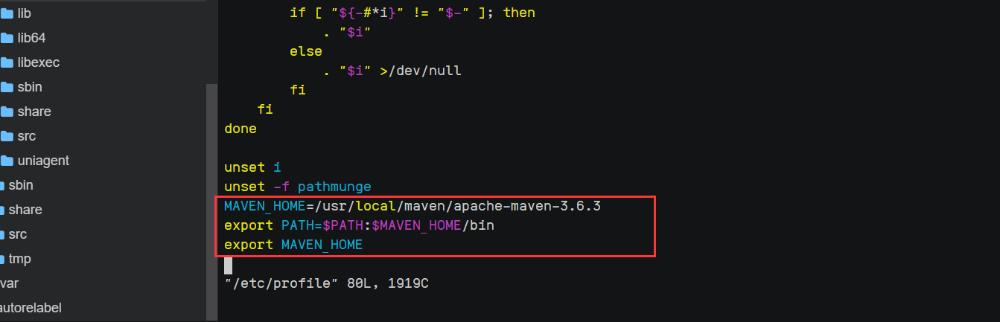 lib
lib64
libexec
sbin
share
src
uniagent
sbin
share
src
tmp
var
autorelabel
if [ "${-#*i}" != "$-" ]; then
. "$i"
else
. "$i" >/dev/null
fi
fi
done
unset i
unset -f pathmunge
MAVEN_HOME=/usr/local/maven/apache-maven-3.6.3
export PATH=$PATH:$MAVEN_HOME/bin
export MAVEN_HOME
"/etc/profile" 80L, 1919C